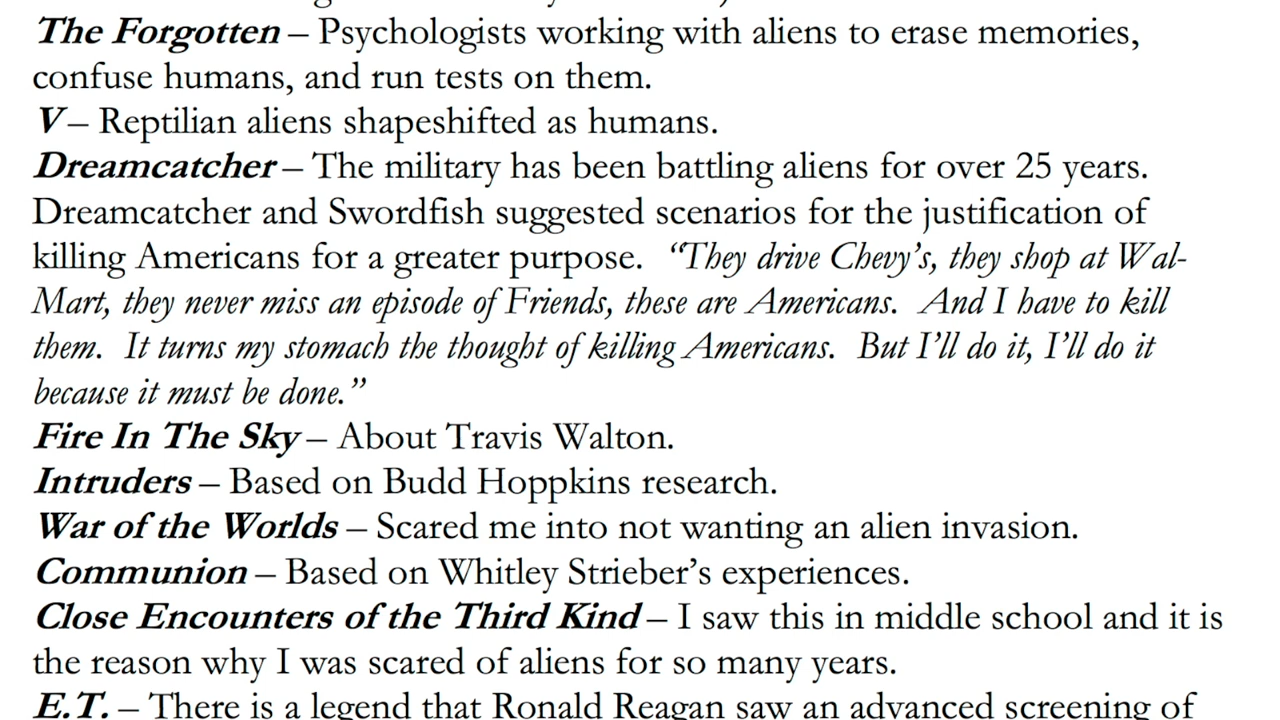 The Forgotten – Psychologists working with aliens to erase memories,
confuse humans, and run tests on them.
V – Reptilian aliens shapeshifted as humans.
Dreamcatcher – The military has been battling aliens for over 25 years.
Dreamcatcher and Swordfish suggested scenarios for the justification of
killing Americans for a greater purpose.  “They drive Chevy’s, they shop at Wal-
Mart, they never miss an episode of Friends, these are Americans.  And I have to kill
them.  It turns my stomach the thought of killing Americans.  But I’ll do it, I’ll do it
because it must be done.”
Fire In The Sky – About Travis Walton.
Intruders – Based on Budd Hoppkins research.
War of the Worlds – Scared me into not wanting an alien invasion.
Communion – Based on Whitley Strieber’s experiences.
Close Encounters of the Third Kind – I saw this in middle school and it is
the reason why I was scared of aliens for so many years.
E.T. – There is a legend that Ronald Reagan saw an advanced screening of